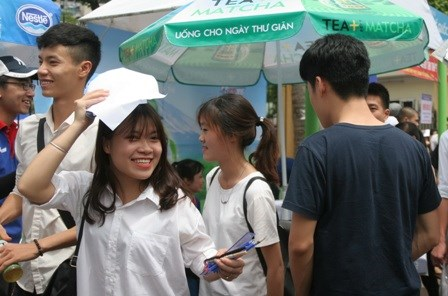 Nestlé
TEA+ MATCHA
TEA+ MATCHA
UỐNG CHO NGÀY THƯ GIÃN